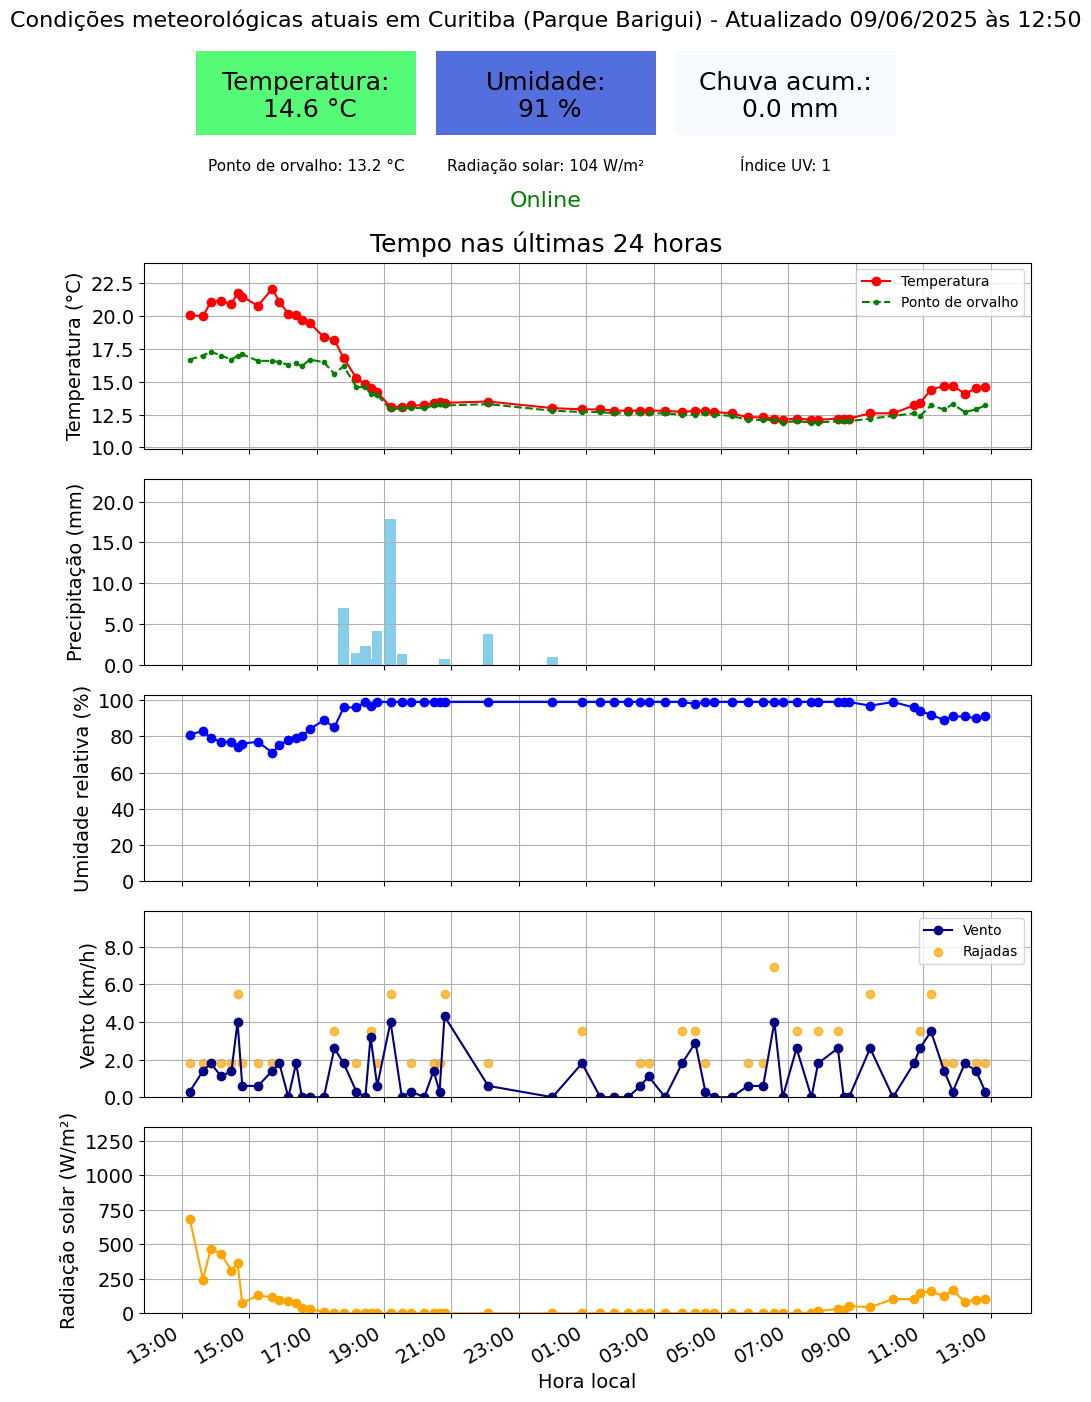 Condições meteorológicas atuais em Curitiba (Parque Barigui) - Atualizado 09/06/2025 às 12:50
Temperatura:
14.6 °C
Umidade:
91 %
Chuva acum.:
0.0 mm
Ponto de orvalho: 13.2 °C
Radiação solar: 104 W/m²
Índice UV: 1
Online
Tempo nas últimas 24 horas
Temperatura (°C)
22.5
20.0
17.5
15.0
12.5
10.0
Temperatura
Ponto de orvalho
Precipitação (mm)
20.0
15.0
10.0
5.0
0.0
Umidade relativa (%)
100
80
60
40
20
0
Vento (km/h)
8.0
6.0
4.0
2.0
0.0
Vento
Rajadas
Radiação solar (W/m²)
1250
1000
750
500
250
0
13:00
15:00
17:00
19:00
21:00
23:00
01:00
03:00
05:00
07:00
09:00
11:00
13:00
Hora local